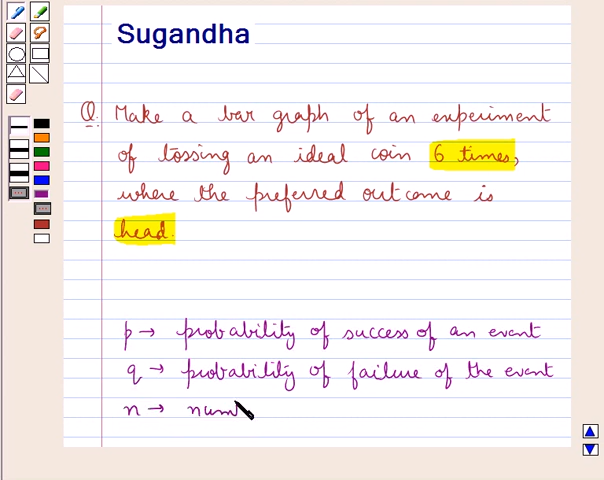 Sugandha
Q. Make a bar graph of an experiment
of tossing an ideal coin 6 times,
where the preferred outcome is
head.
p → probability of success of an event
q → probability of failure of the event
n → num